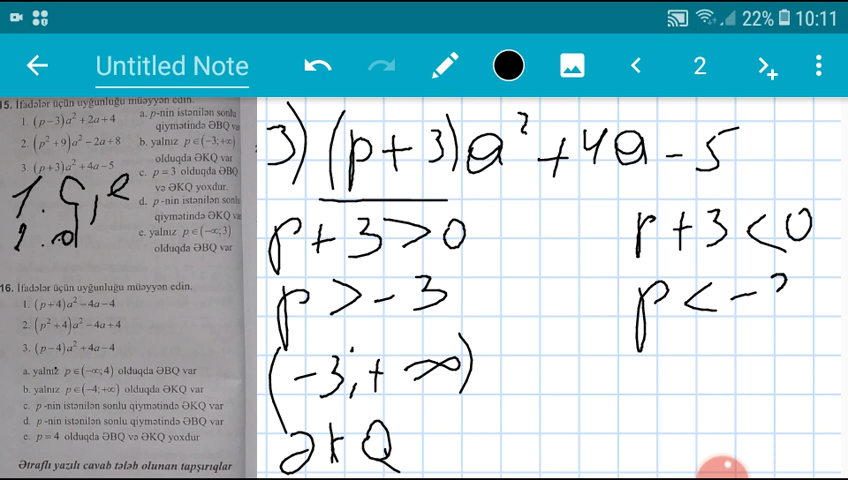 22% 10:11
Untitled Note
2
15. İfadələr üçün uyğunluğu müəyyən edin.
1. (p−3)a²+2a+4
2. (p²+9)a²−2a+8
3. (p+3)a²+4a−5
a. p-nin istənilən sonlu
qiymətində ƏBQ va
b. yalnız p∈(−3;+∞)
olduqda ƏKQ var
c. p=3 olduqda ƏBQ
və ƏKQ yoxdur.
d. p-nin istənilən sonlu
qiymətində ƏKQ va
e. yalnız p∈(−∞;3)
olduqda ƏBQ var
1. c, e
2. d
16. İfadələr üçün uyğunluğu müəyyən edin.
1. (p+4)a²−4a−4
2. (p²+4)a²−4a+4
3. (p−4)a²+4a−4
a. yalnız p∈(−∞;4) olduqda ƏBQ var
b. yalnız p∈(−4;+∞) olduqda ƏKQ var
c. p-nin istənilən sonlu qiymətində ƏKQ var
d. p-nin istənilən sonlu qiymətində ƏBQ var
e. p=4 olduqda ƏBQ və ƏKQ yoxdur
Ətraflı yazılı cavab tələb olunan tapşırıqlar
3) (p+3)a²+4a−5
p+3>0
p>−3
(−3;+∞)
ƏKQ
p+3<0
p<−